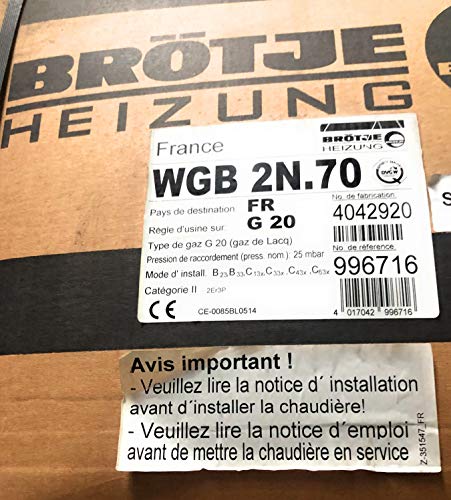 BRÖTJE
HEIZUNG
France
BRÖTJE
HEIZUNG
WGB 2N.70
DVGW
Q
Pays de destination FR
No. de fabrication
4042920
Régle d'usine sur: G 20
Type de gaz G 20 (gaz de Lacq)
No. de référence
996716
Pression de raccordement (press. nom.): 25 mbar
Mode d' install. B23,B33,C13x,C33x,C43x,C63x
Catégorie II 2Er3P
CE CE-0085BL0514
4 017042 996716
S
Avis important !
- Veuillez lire la notice d´ installation
avant d´installer la chaudière!
- Veuillez lire la notice d´emploi
avant de mettre la chaudière en service
Z-351547_FR